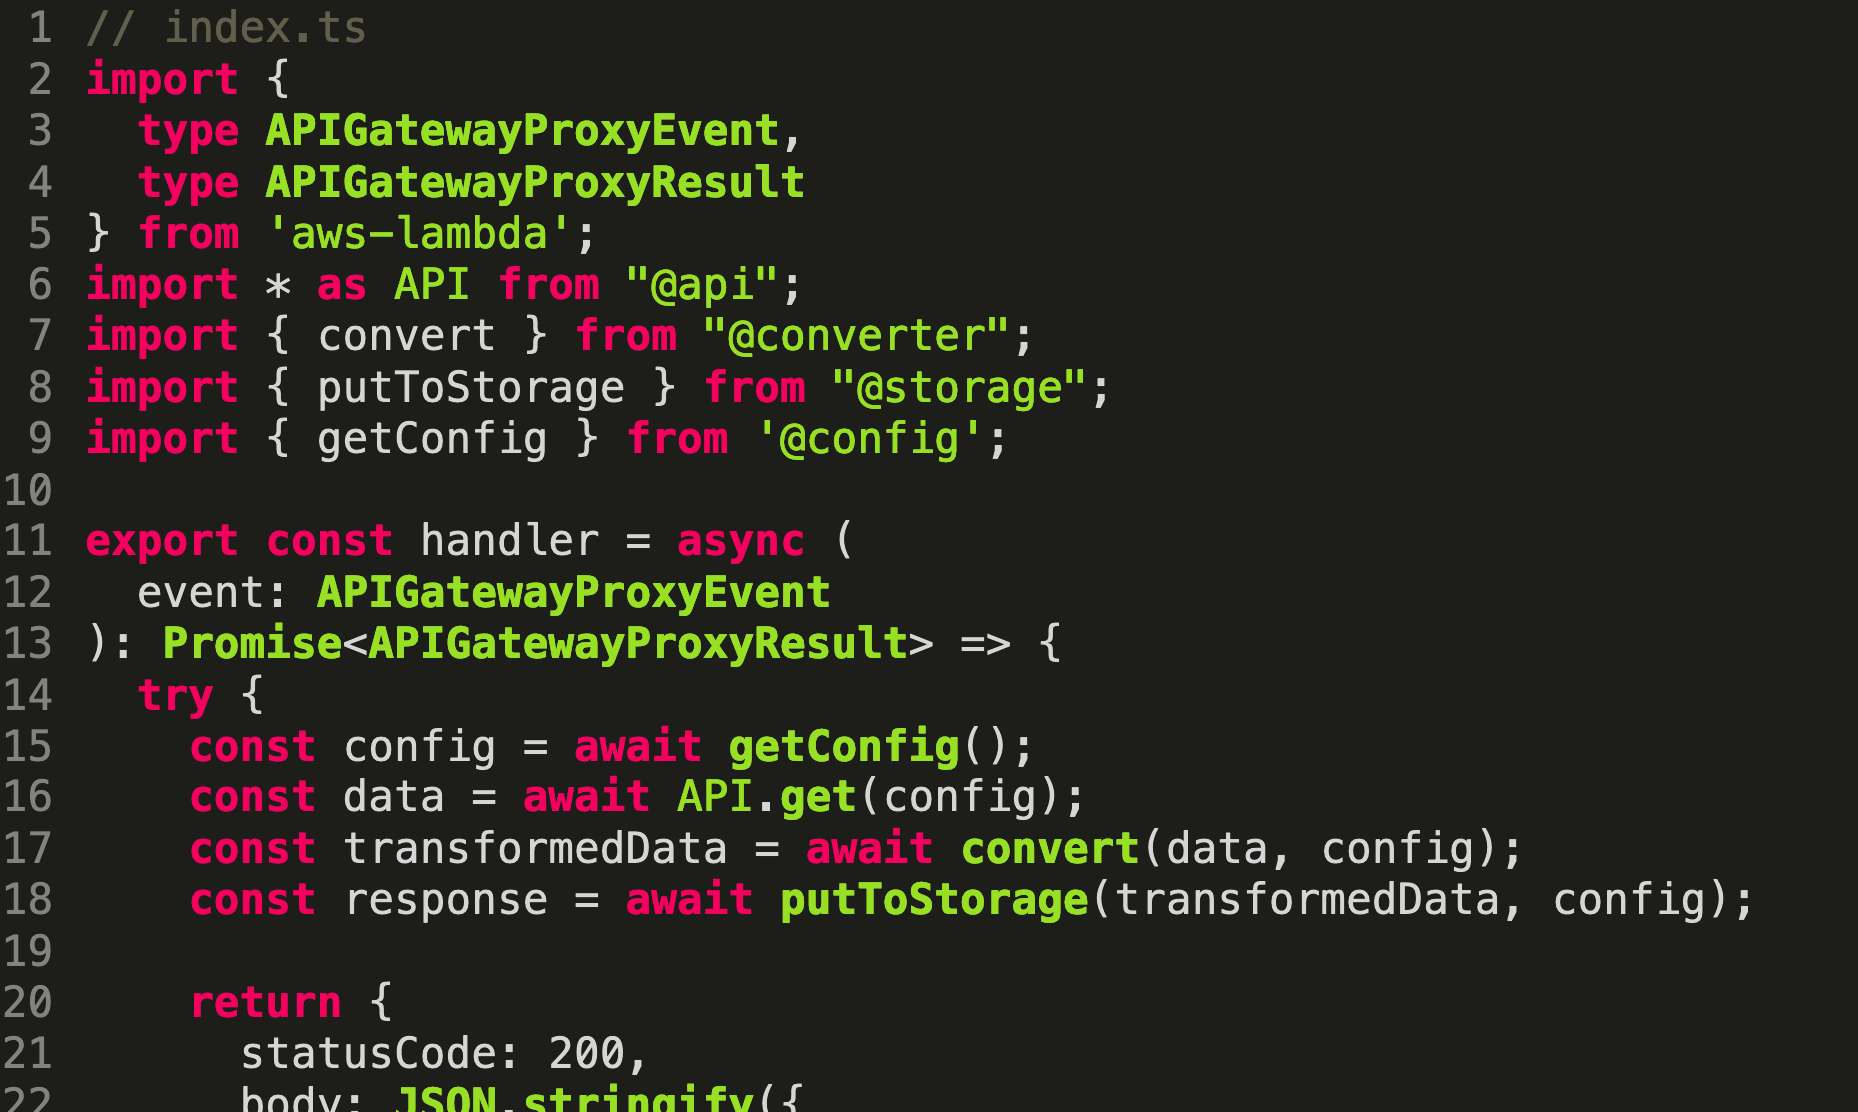 1 // index.ts
2 import {
3   type APIGatewayProxyEvent,
4   type APIGatewayProxyResult
5 } from 'aws-lambda';
6 import * as API from "@api";
7 import { convert } from "@converter";
8 import { putToStorage } from "@storage";
9 import { getConfig } from '@config';
10
11 export const handler = async (
12   event: APIGatewayProxyEvent
13 ): Promise<APIGatewayProxyResult> => {
14   try {
15     const config = await getConfig();
16     const data = await API.get(config);
17     const transformedData = await convert(data, config);
18     const response = await putToStorage(transformedData, config);
19
20     return {
21       statusCode: 200,
22       body: JSON.stringify({